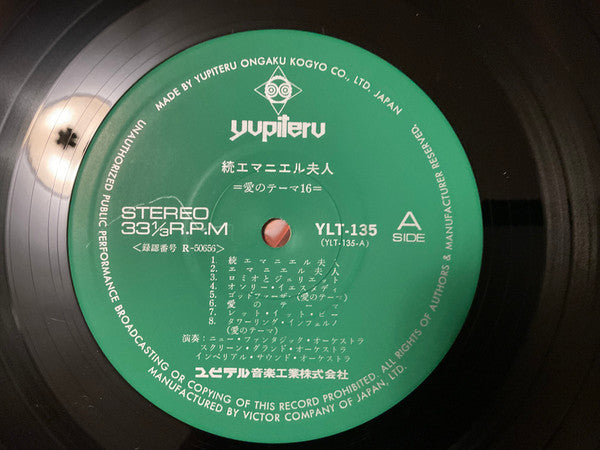 MADE BY YUPITERU ONGAKU KOGYO CO., LTD. JAPAN
yupiteru
続エマニエル夫人
=愛のテーマ16=
STEREO
33⅓R.P.M
<録認番号 R-50656>
YLT-135
(YLT-135-A)
A
SIDE
1. 続エマニエル夫人
2. エマニエル夫人
3. ロミオとジュリエット
4. オンリー・イエスタデイ
5. ゴッドファーザー(愛のテーマ)
6. 愛のテーマ
7. レット・イット・ビー
8. タワーリング・インフェルノ
(愛のテーマ)
演奏:ニュー・ファンタジック・オーケストラ
スクリーン・グランド・オーケストラ
インペリアル・サウンド・オーケストラ
ユピテル音楽工業株式会社
UNAUTHORIZED PUBLIC PERFORMANCE BROADCASTING OR COPYING OF THIS RECORD PROHIBITED. ALL RIGHTS OF AUTHORS & MANUFACTURER RESERVED.
MANUFACTURED BY VICTOR COMPANY OF JAPAN, LTD.